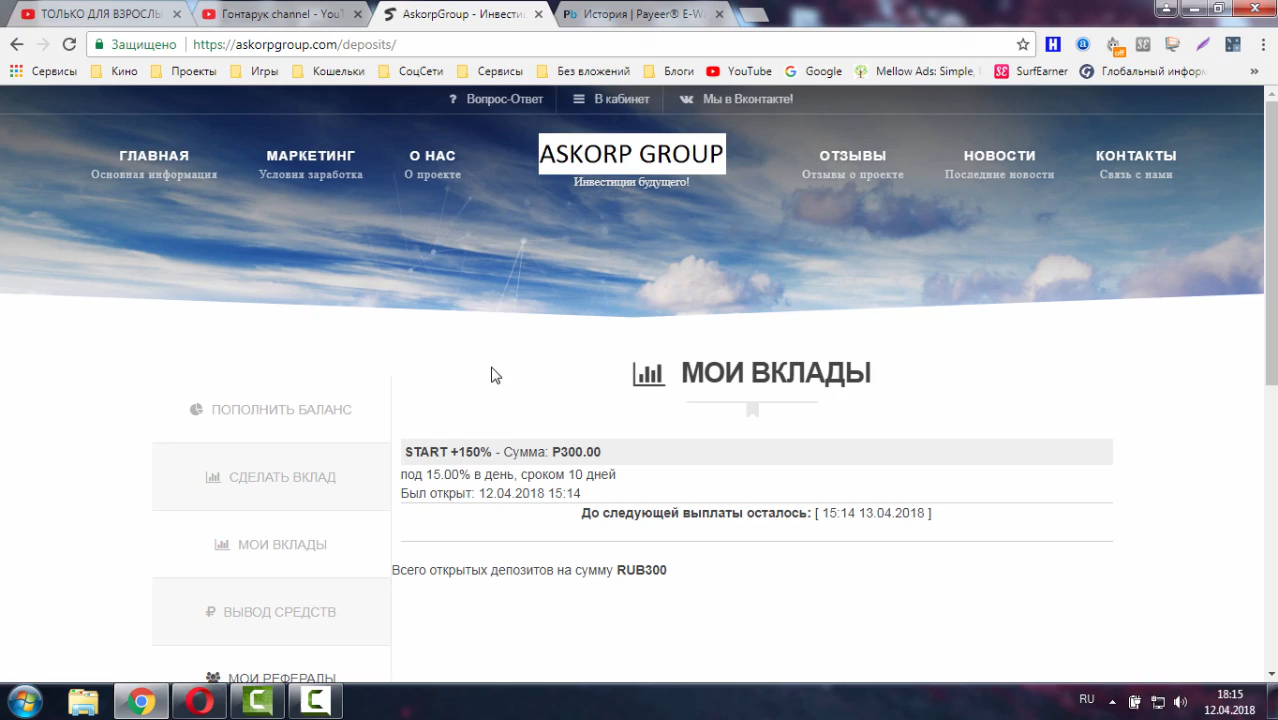 ТОЛЬКО ДЛЯ ВЗРОСЛЫ
Гонтарук channel - YouT
AskorpGroup - Инвести
История | Payeer® E-W
Защищено
https://askorpgroup.com/deposits/
Сервисы
Кино
Проекты
Игры
Кошельки
СоцСети
Сервисы
Без вложений
Блоги
YouTube
Google
Mellow Ads: Simple,
SurfEarner
Глобальный инфор
Вопрос-Ответ
В кабинет
Мы в Вконтакте!
ГЛАВНАЯ
Основная информация
МАРКЕТИНГ
Условия заработка
О НАС
О проекте
ASKORP GROUP
Инвестиции будущего!
ОТЗЫВЫ
Отзывы о проекте
НОВОСТИ
Последние новости
КОНТАКТЫ
Связь с нами
МОИ ВКЛАДЫ
ПОПОЛНИТЬ БАЛАНС
СДЕЛАТЬ ВКЛАД
МОИ ВКЛАДЫ
ВЫВОД СРЕДСТВ
МОИ РЕФЕРАЛЫ
START +150% - Сумма: P300.00
под 15.00% в день, сроком 10 дней
Был открыт: 12.04.2018 15:14
До следующей выплаты осталось: [ 15:14 13.04.2018 ]
Всего открытых депозитов на сумму RUB300
RU
18:15
12.04.2018